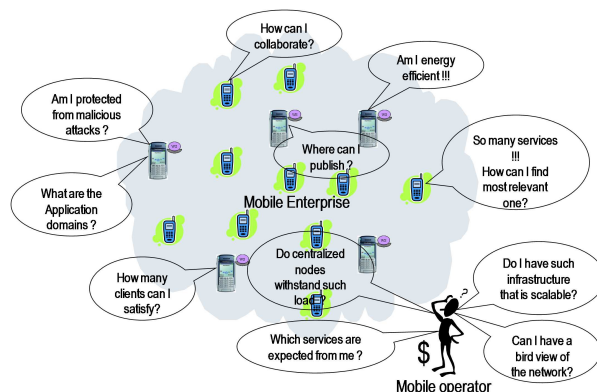 How can I
collaborate?
Am I energy
efficient !!!
Am I protected
from malicious
attacks ?
Where can I
publish ?
So many services
!!!
How can I find
most relevant
one?
What are the
Application
domains ?
Mobile Enterprise
Do centralized
nodes
withstand such
load ?
How many
clients can I
satisfy?
Do I have such
infrastructure
that is scalable?
?
Which services are
expected from me ?
Can I have a
bird view of
the network?
$
Mobile operator